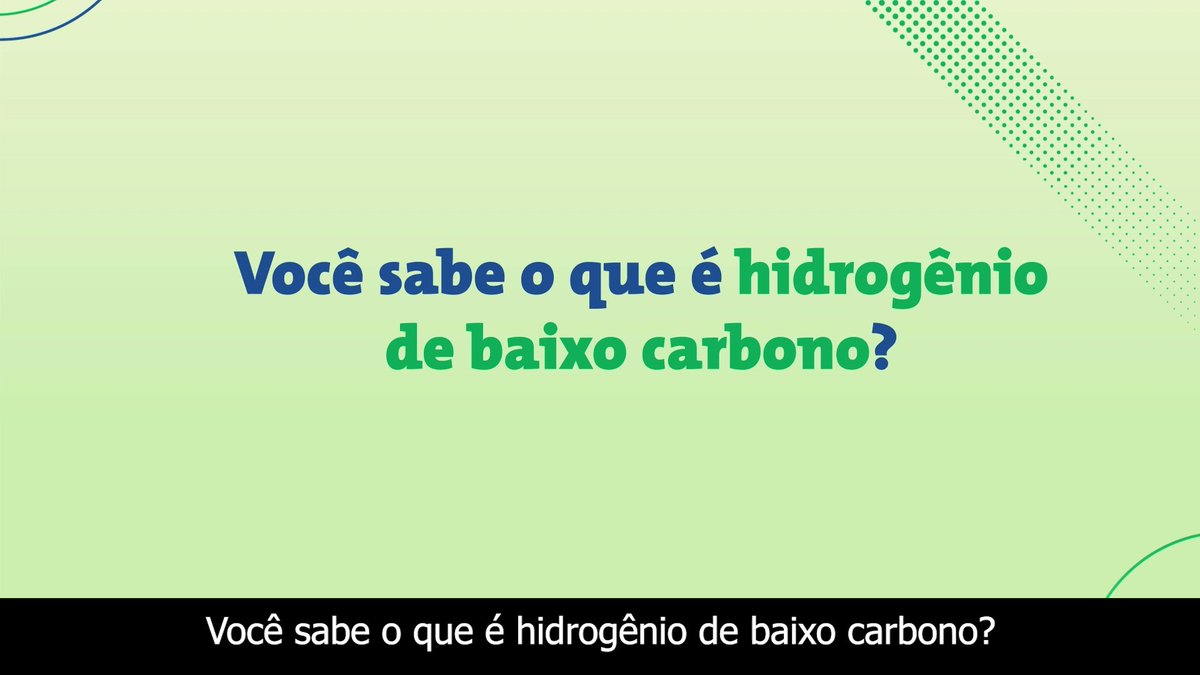 Você sabe o que é hidrogênio
de baixo carbono?
Você sabe o que é hidrogênio de baixo carbono?